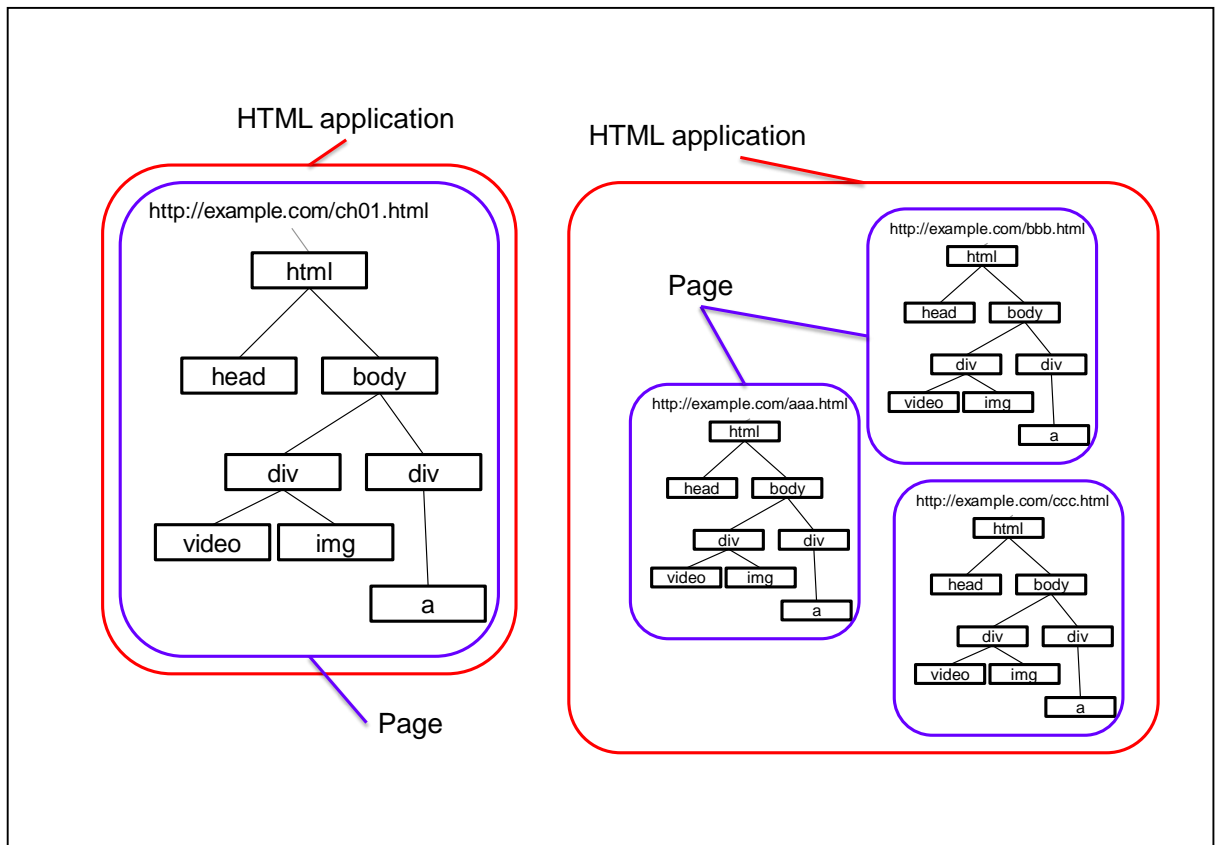 HTML application
http://example.com/ch01.html
html
head
body
div
div
video
img
a
Page
HTML application
Page
http://example.com/bbb.html
html
head
body
div
div
video
img
a
http://example.com/aaa.html
html
head
body
div
div
video
img
a
http://example.com/ccc.html
html
head
body
div
div
video
img
a